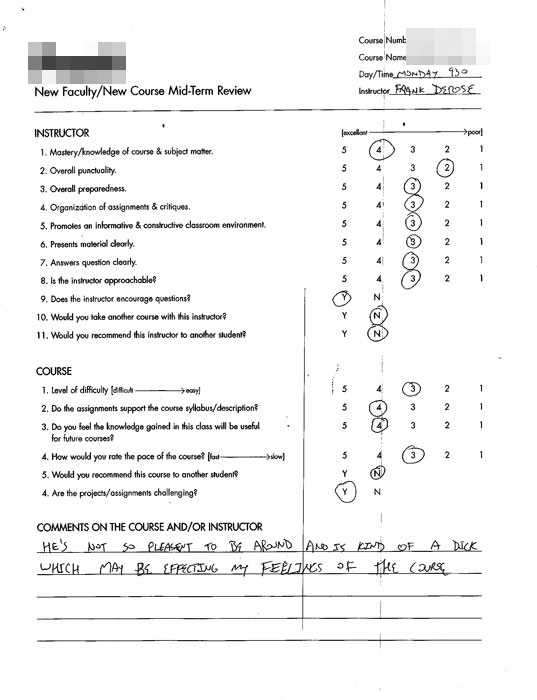 Course Numb
Course Name
Day/Time MONDAY 930
New Faculty/New Course Mid-Term Review
Instructor FRANK DEROSE
INSTRUCTOR
[excellent poor]
1. Mastery/knowledge of course & subject matter. 5 4 3 2 1
2. Overall punctuality. 5 4 3 2 1
3. Overall preparedness. 5 4 3 2 1
4. Organization of assignments & critiques. 5 4 3 2 1
5. Promotes an informative & constructive classroom environment. 5 4 3 2 1
6. Presents material clearly. 5 4 3 2 1
7. Answers question clearly. 5 4 3 2 1
8. Is the instructor approachable? 5 4 3 2 1
9. Does the instructor encourage questions? Y N
10. Would you take another course with this instructor? Y N
11. Would you recommend this instructor to another student? Y N
COURSE
1. Level of difficulty [difficult easy] 5 4 3 2 1
2. Do the assignments support the course syllabus/description? 5 4 3 2 1
3. Do you feel the knowledge gained in this class will be useful 5 4 3 2 1
for future courses?
4. How would you rate the pace of the course? [fast slow] 5 4 3 2 1
5. Would you recommend this course to another student? Y N
4. Are the projects/assignments challenging? Y N
COMMENTS ON THE COURSE AND/OR INSTRUCTOR
HE'S NOT SO PLEASENT TO BE AROUND AND IS KIND OF A DICK
WHICH MAY BE EFFECTING MY FEELINGS OF THE COURSE